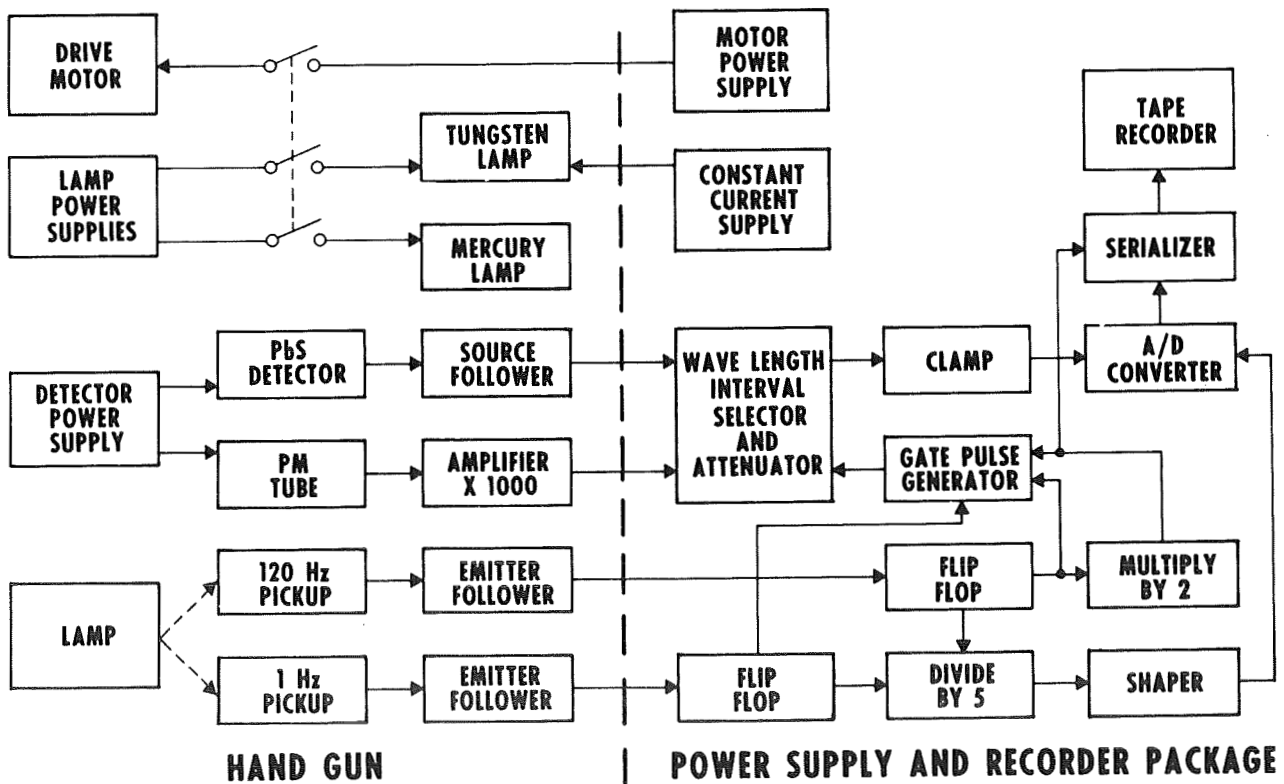 DRIVE
MOTOR
MOTOR
POWER
SUPPLY
TAPE
RECORDER
LAMP
POWER
SUPPLIES
TUNGSTEN
LAMP
CONSTANT
CURRENT
SUPPLY
MERCURY
LAMP
SERIALIZER
DETECTOR
POWER
SUPPLY
PbS
DETECTOR
SOURCE
FOLLOWER
WAVE LENGTH
INTERVAL
SELECTOR
AND
ATTENUATOR
CLAMP
A/D
CONVERTER
PM
TUBE
AMPLIFIER
X 1000
GATE PULSE
GENERATOR
LAMP
120 Hz
PICKUP
EMITTER
FOLLOWER
FLIP
FLOP
MULTIPLY
BY 2
1 Hz
PICKUP
EMITTER
FOLLOWER
FLIP
FLOP
DIVIDE
BY 5
SHAPER
HAND GUN
POWER SUPPLY AND RECORDER PACKAGE